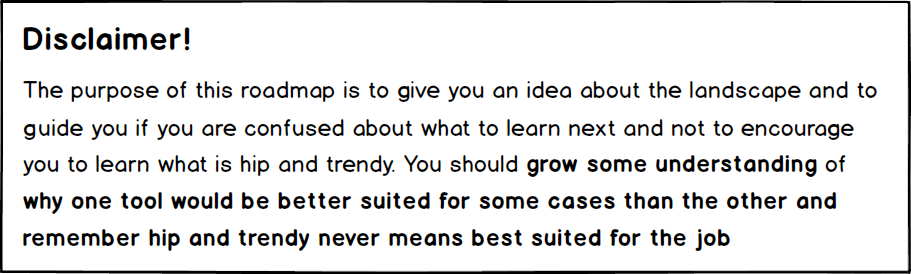 Disclaimer!
The purpose of this roadmap is to give you an idea about the landscape and to
guide you if you are confused about what to learn next and not to encourage
you to learn what is hip and trendy. You should grow some understanding of
why one tool would be better suited for some cases than the other and
remember hip and trendy never means best suited for the job